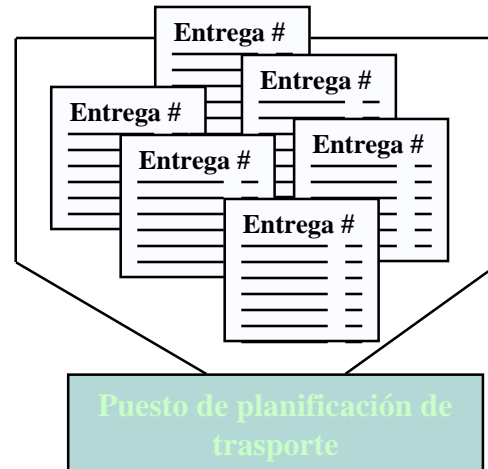 Entrega #
Entrega #
Entrega #
Entrega #
Entrega #
Entrega #
Puesto de planificación de
trasporte